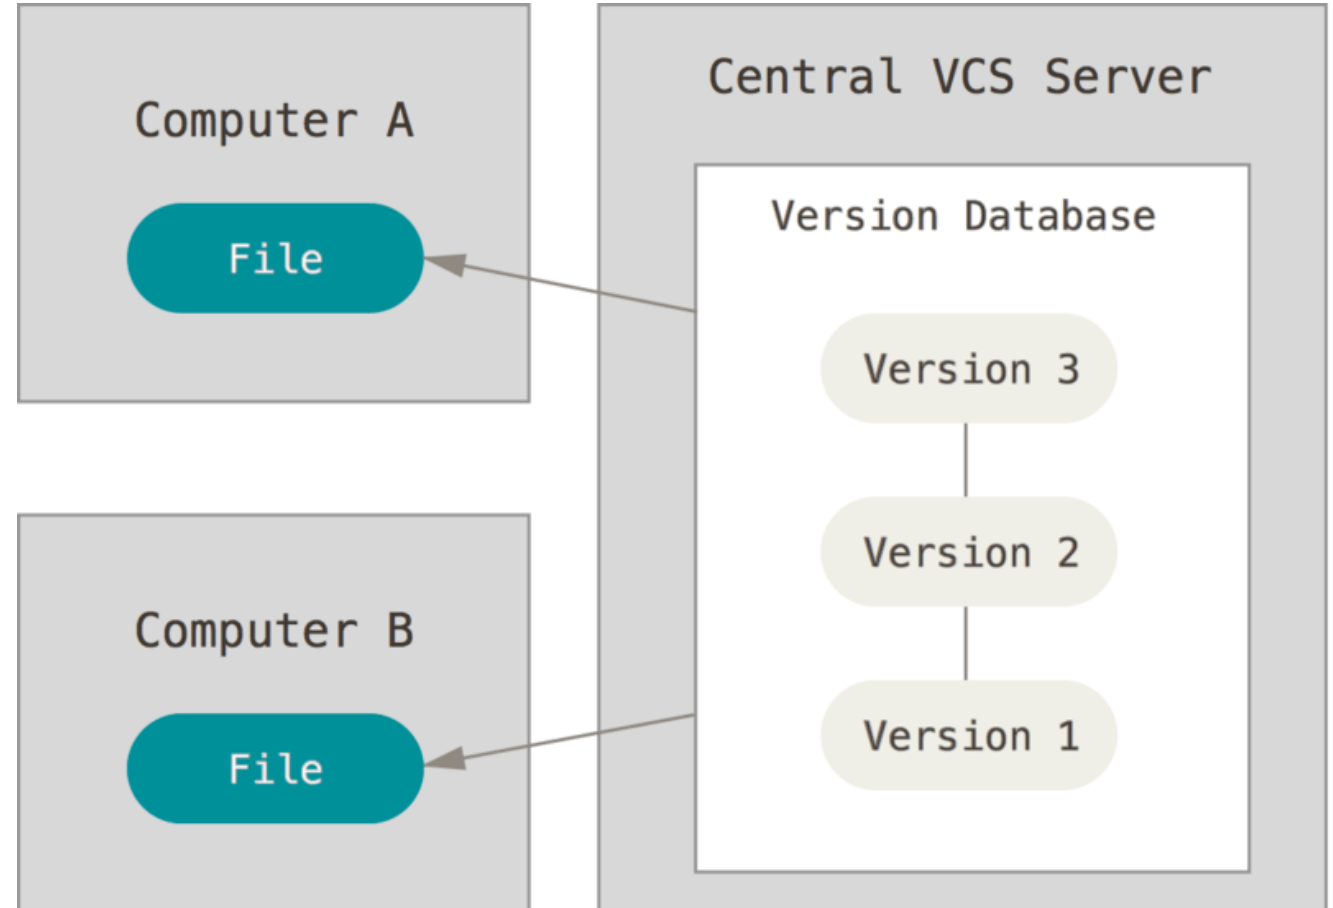 Computer A
File
Computer B
File
Central VCS Server
Version Database
Version 3
Version 2
Version 1